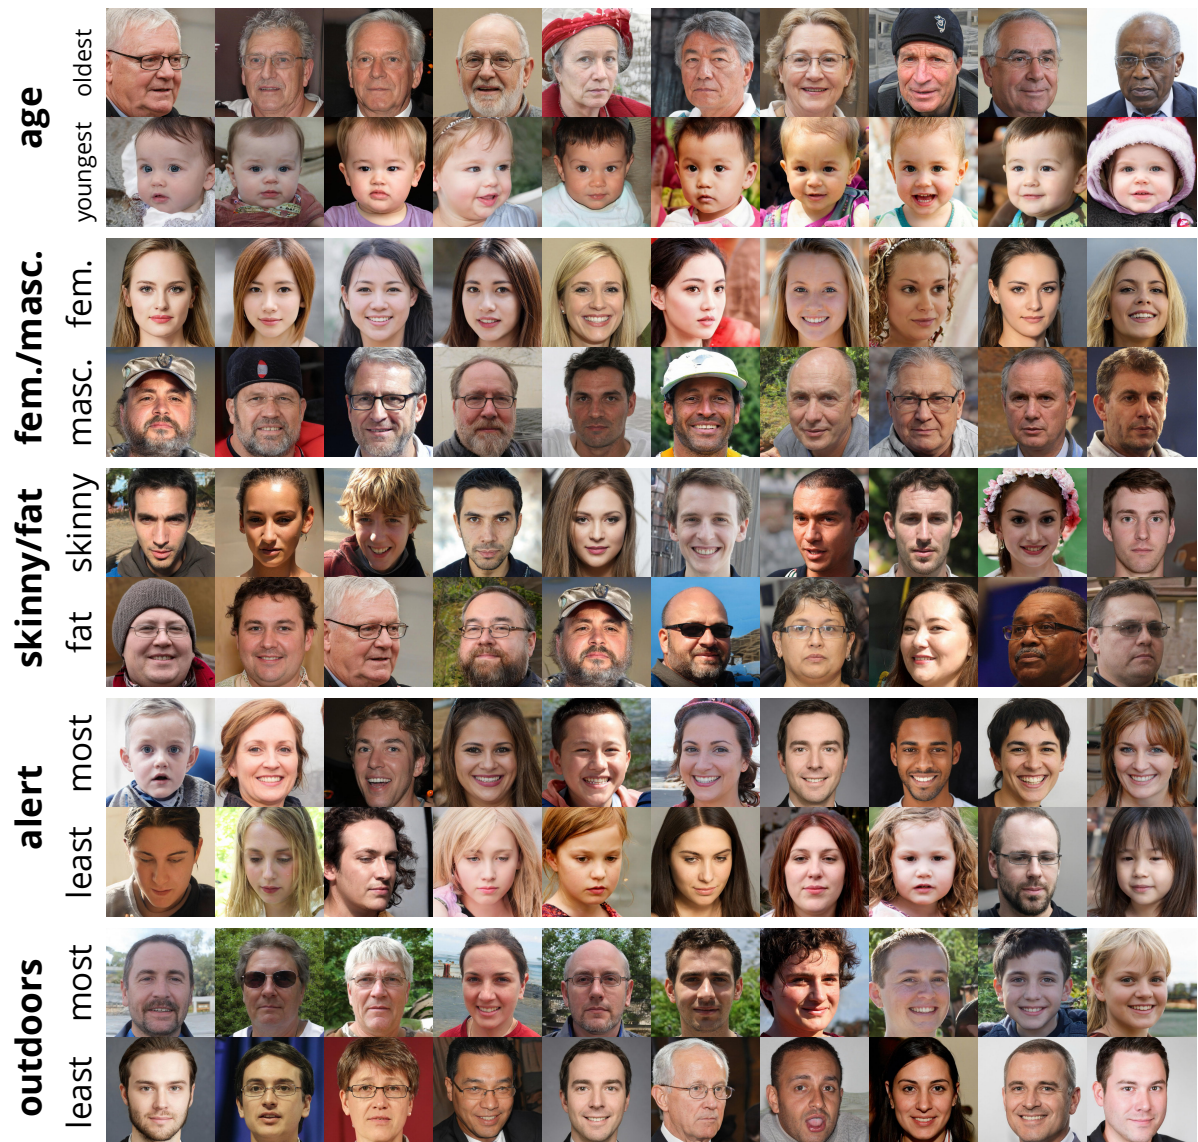 age
oldest
youngest
fem./masc.
fem.
masc.
skinny/fat
skinny
fat
alert
most
least
outdoors
most
least